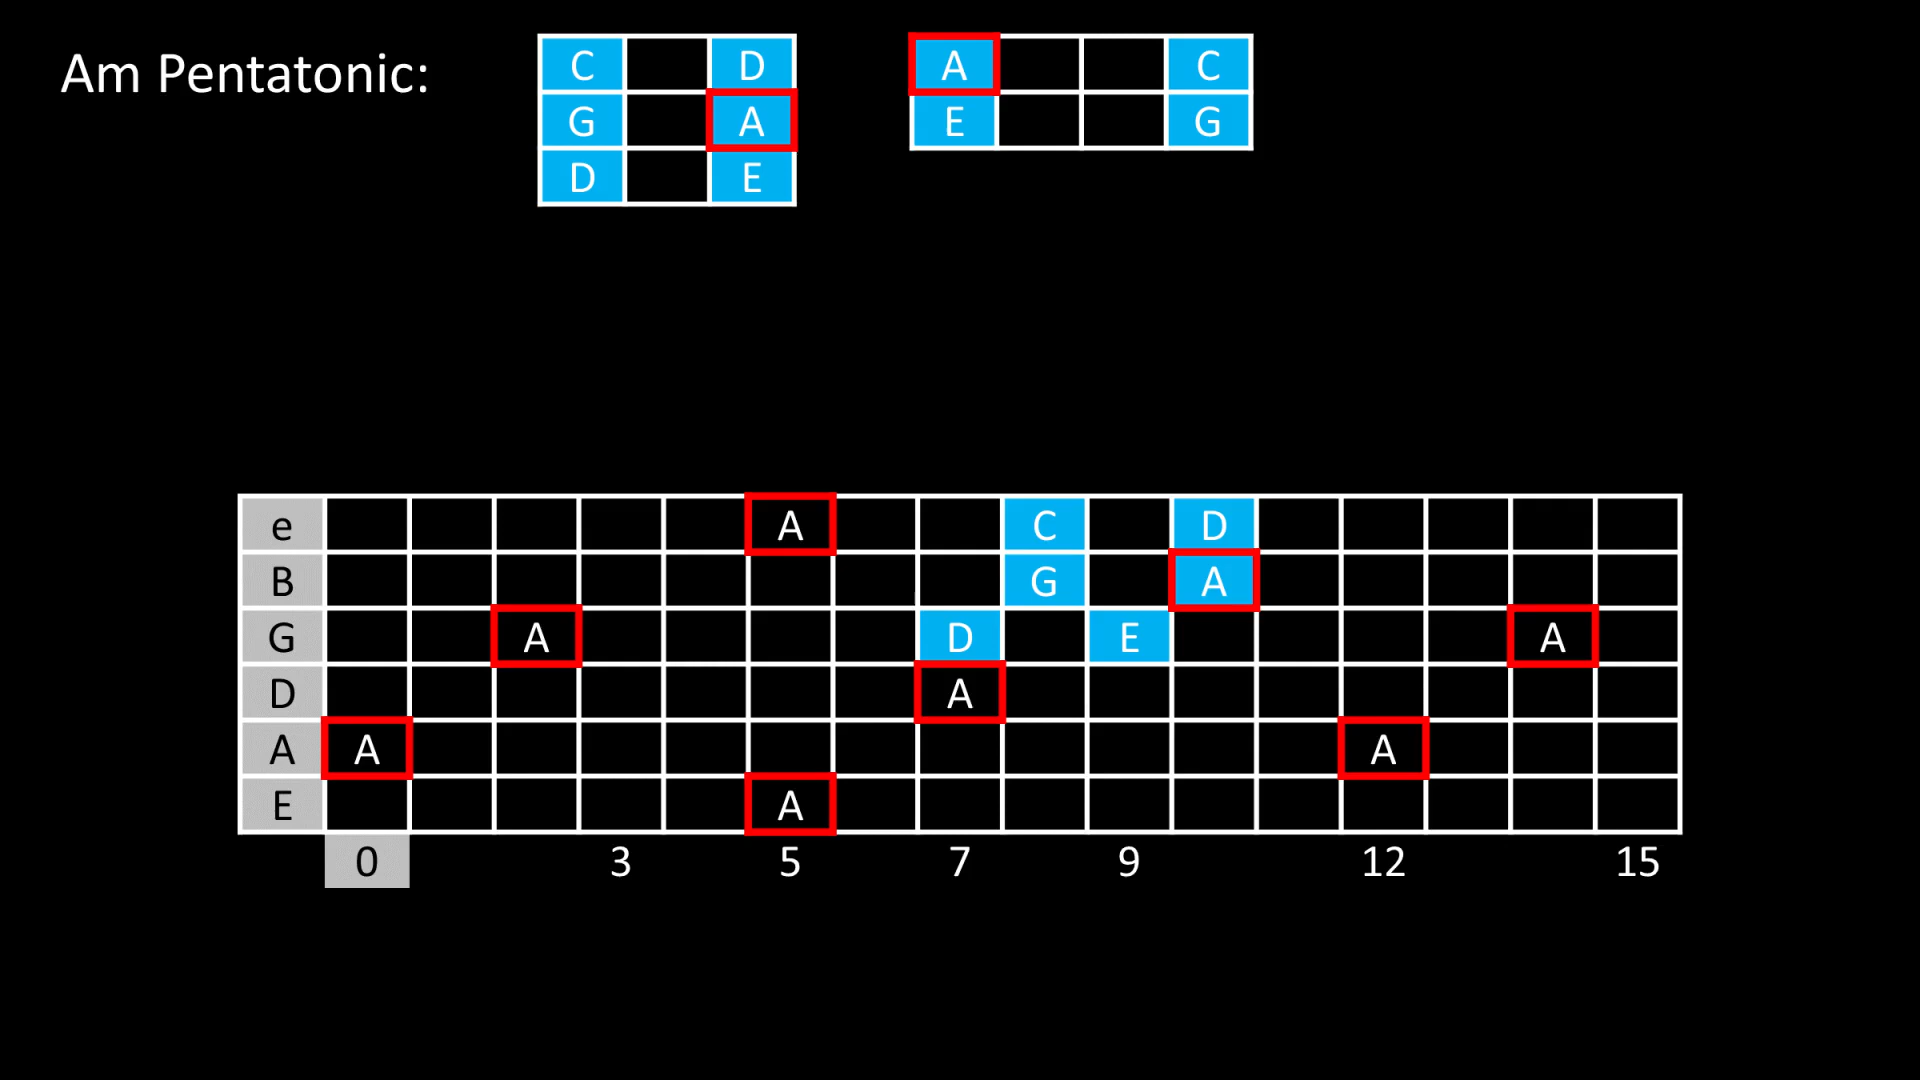 Am Pentatonic:
C D A C
G A E G
D E
e A C D
B G A
G A D E A
D A
A A A
E A
0 3 5 7 9 12 15